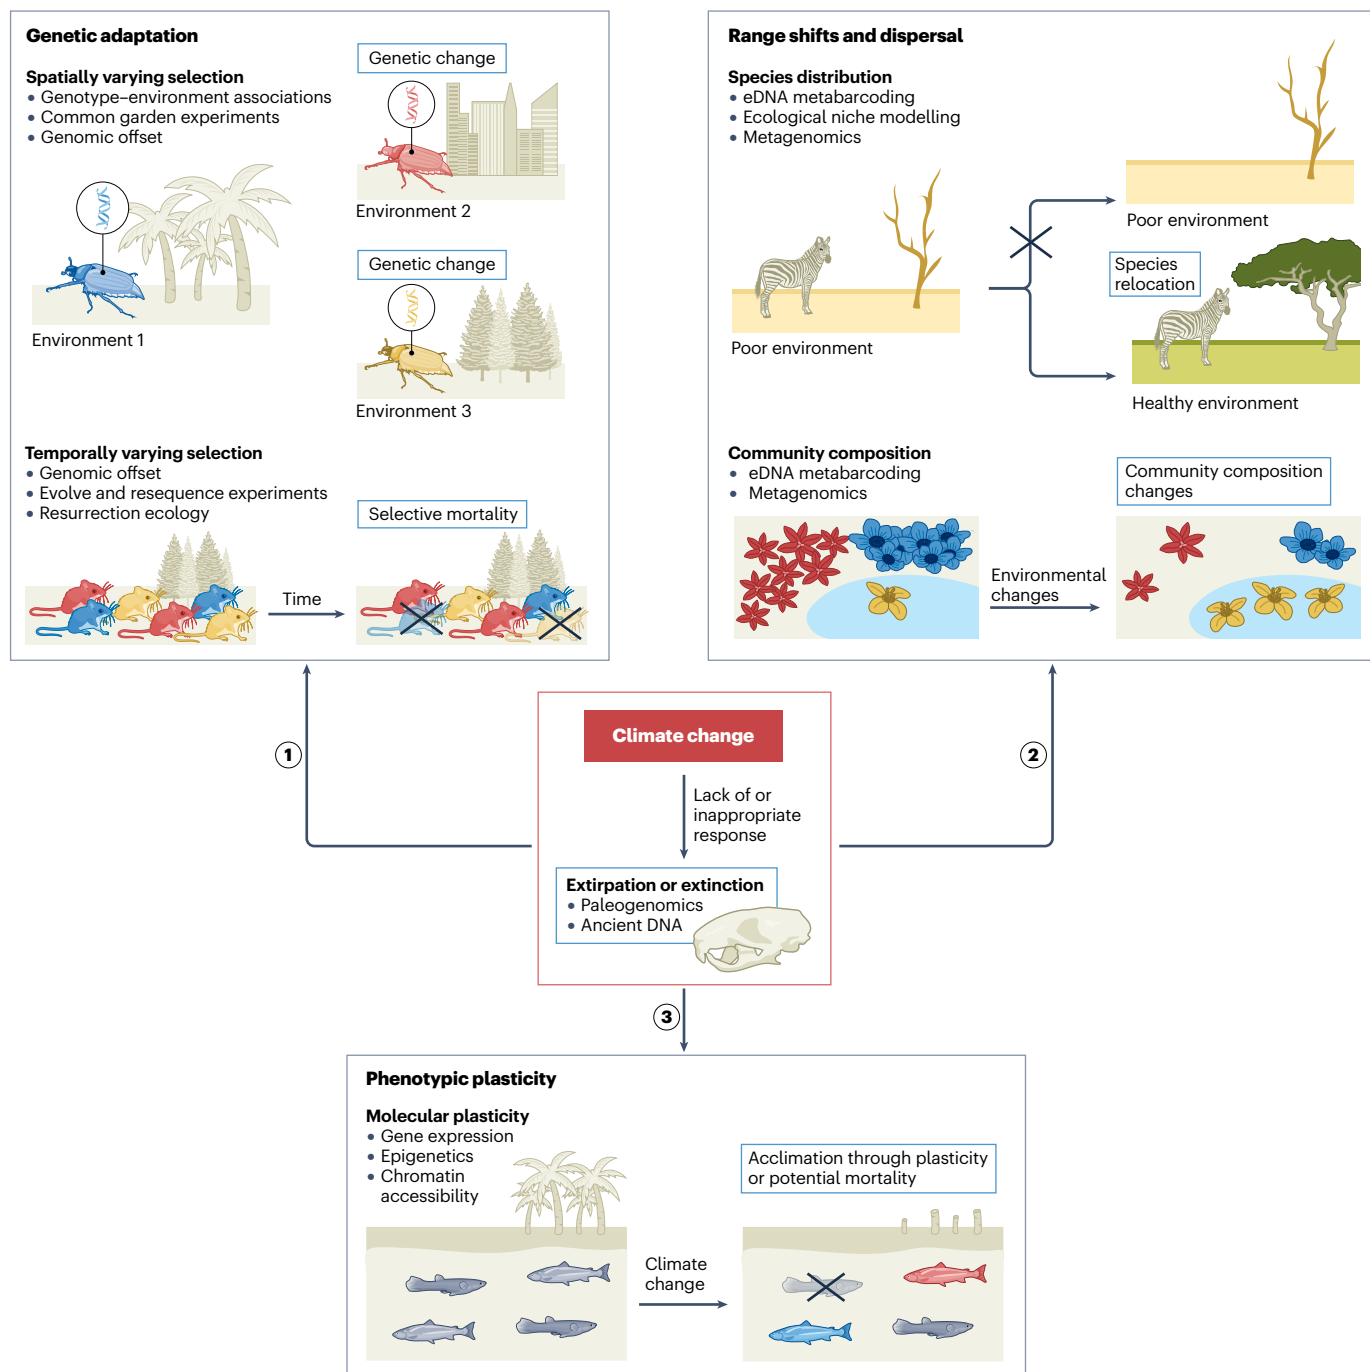 Genetic adaptation
Spatially varying selection
• Genotype–environment associations
• Common garden experiments
• Genomic offset
Genetic change
Environment 2
Environment 1
Genetic change
Environment 3
Temporally varying selection
• Genomic offset
• Evolve and resequence experiments
• Resurrection ecology
Time
Selective mortality
Range shifts and dispersal
Species distribution
• eDNA metabarcoding
• Ecological niche modelling
• Metagenomics
Poor environment
Poor environment
Species
relocation
Healthy environment
Community composition
• eDNA metabarcoding
• Metagenomics
Environmental
changes
Community composition
changes
1
2
Climate change
Lack of or
inappropriate
response
Extirpation or extinction
• Paleogenomics
• Ancient DNA
3
Phenotypic plasticity
Molecular plasticity
• Gene expression
• Epigenetics
• Chromatin
accessibility
Climate
change
Acclimation through plasticity
or potential mortality